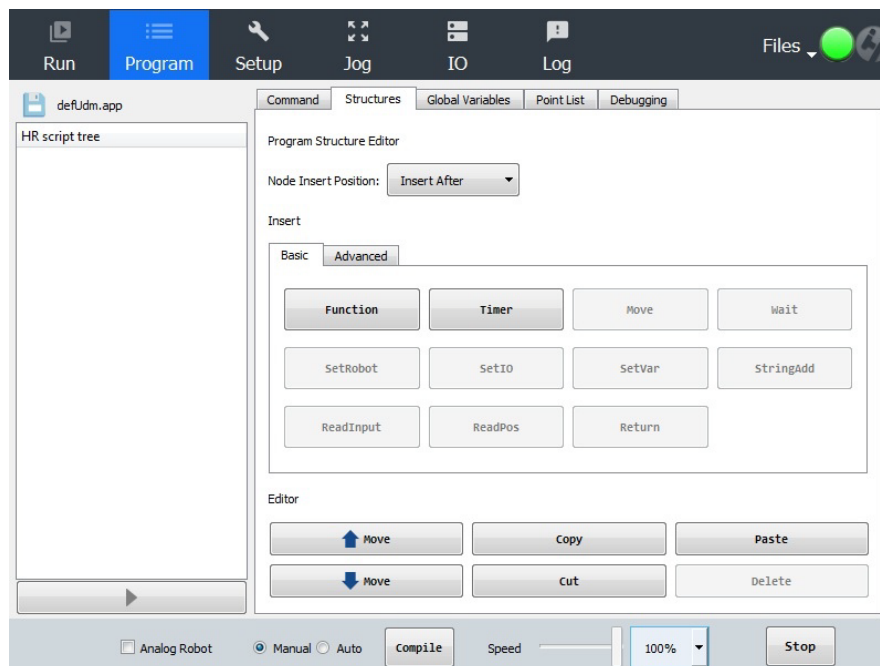 Run Program Setup Jog IO Log Files
defUdm.app
Command Structures Global Variables Point List Debugging
HR script tree
Program Structure Editor
Node Insert Position: Insert After
Insert
Basic Advanced
Function Timer Move Wait
SetRobot SetIO SetVar StringAdd
ReadInput ReadPos Return
Editor
Move Copy Paste
Move Cut Delete
Analog Robot Manual Auto Compile Speed 100% Stop